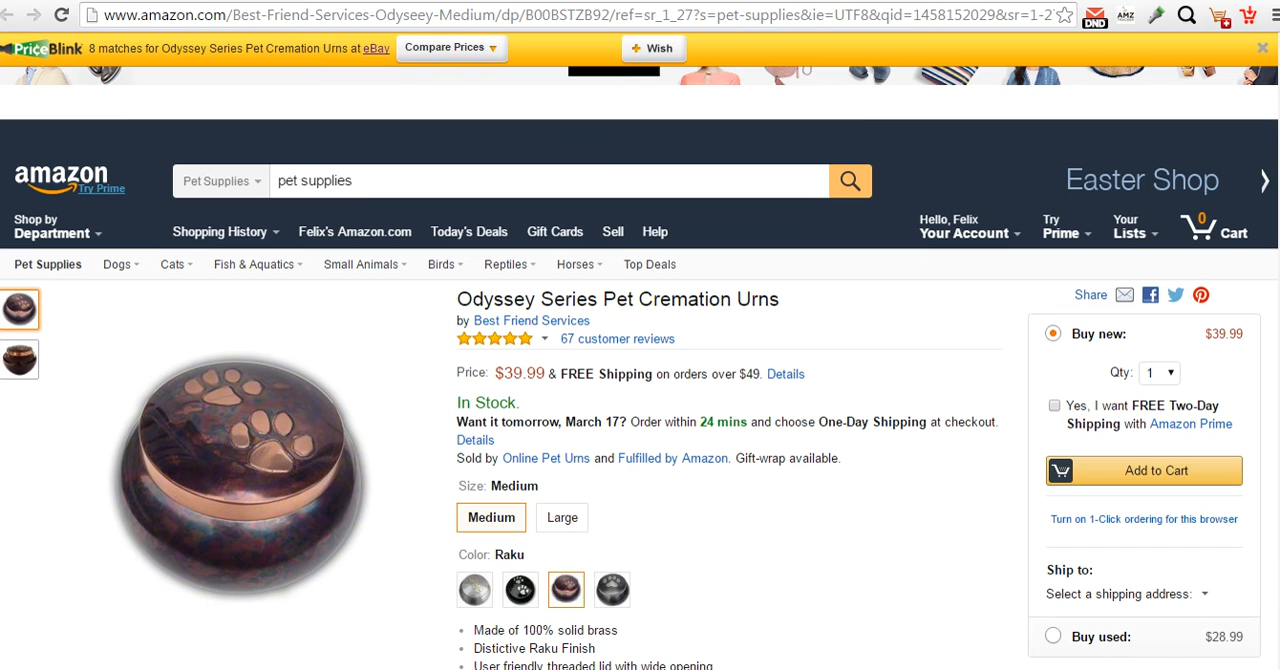 www.amazon.com/Best-Friend-Services-Odyseey-Medium/dp/B00BSTZB92/ref=sr_1_27?s=pet-supplies&ie=UTF8&qid=1458152029&sr=1-2
DND
AMZ
PriceBlink 8 matches for Odyssey Series Pet Cremation Urns at eBay Compare Prices + Wish
amazon
Try Prime
Pet Supplies pet supplies
Easter Shop
Shop by
Department
Shopping History Felix's Amazon.com Today's Deals Gift Cards Sell Help
Hello, Felix
Your Account
Try
Prime
Your
Lists
0
Cart
Pet Supplies Dogs Cats Fish & Aquatics Small Animals Birds Reptiles Horses Top Deals
Odyssey Series Pet Cremation Urns
by Best Friend Services
67 customer reviews
Price: $39.99 & FREE Shipping on orders over $49. Details
In Stock.
Want it tomorrow, March 17? Order within 24 mins and choose One-Day Shipping at checkout.
Details
Sold by Online Pet Urns and Fulfilled by Amazon. Gift-wrap available.
Size: Medium
Medium Large
Color: Raku
• Made of 100% solid brass
• Distictive Raku Finish
• User friendly threaded lid with wide opening
Share
Buy new: $39.99
Qty: 1
Yes, I want FREE Two-Day
Shipping with Amazon Prime
Add to Cart
Turn on 1-Click ordering for this browser
Ship to:
Select a shipping address:
Buy used: $28.99